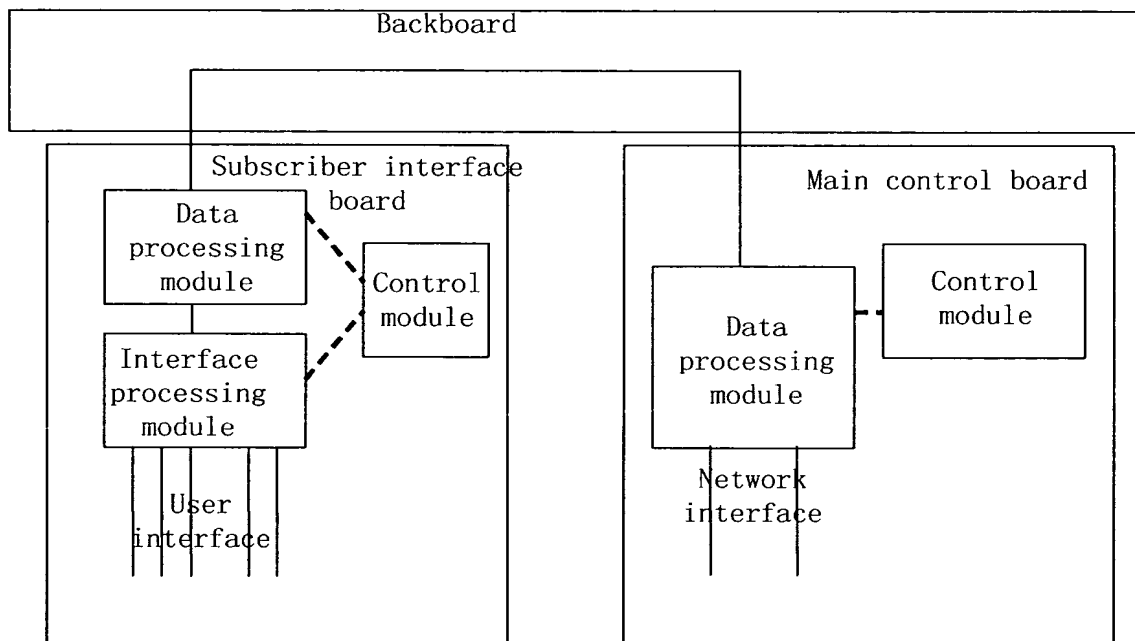 Backboard
Subscriber interface
board
Data
processing
module
Control
module
Interface
processing
module
User
interface
Main control board
Data
processing
module
Control
module
Network
interface